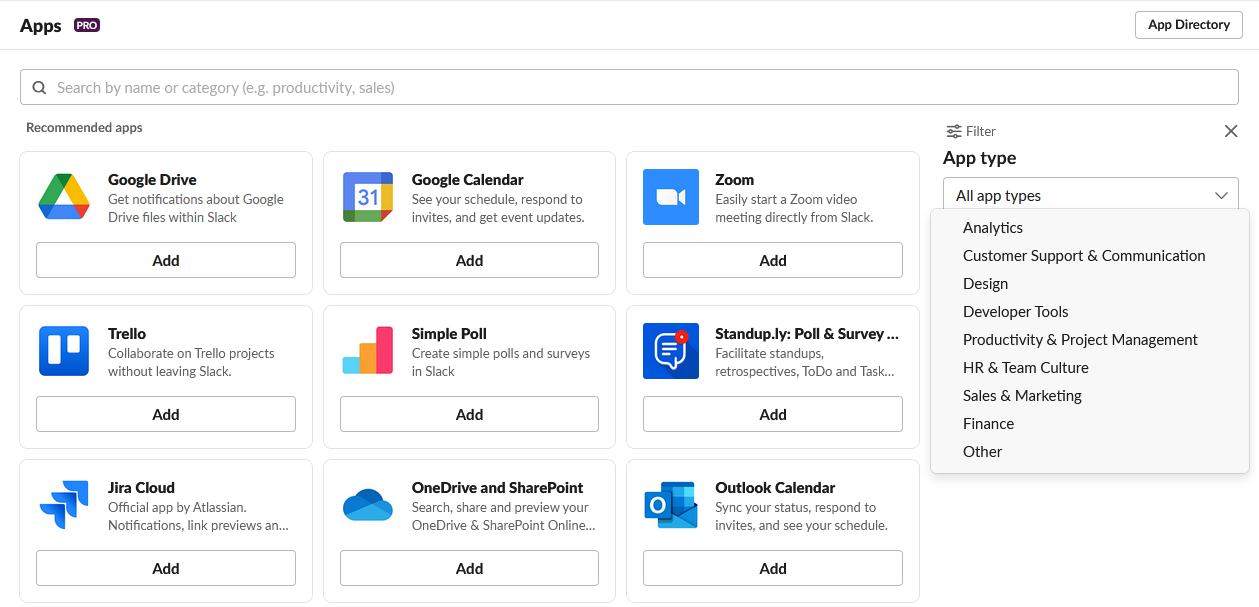 Apps PRO
App Directory
Search by name or category (e.g. productivity, sales)
Recommended apps
Google Drive
Get notifications about Google
Drive files within Slack
Add
31
Google Calendar
See your schedule, respond to
invites, and get event updates.
Add
Zoom
Easily start a Zoom video
meeting directly from Slack.
Add
Trello
Collaborate on Trello projects
without leaving Slack.
Add
Simple Poll
Create simple polls and surveys
in Slack
Add
Standup.ly: Poll & Survey ...
Facilitate standups,
retrospectives, ToDo and Task...
Add
Jira Cloud
Official app by Atlassian.
Notifications, link previews an...
Add
OneDrive and SharePoint
Search, share and preview your
OneDrive & SharePoint Online...
Add
O
Outlook Calendar
Sync your status, respond to
invites, and see your schedule.
Add
Filter
App type
All app types
Analytics
Customer Support & Communication
Design
Developer Tools
Productivity & Project Management
HR & Team Culture
Sales & Marketing
Finance
Other